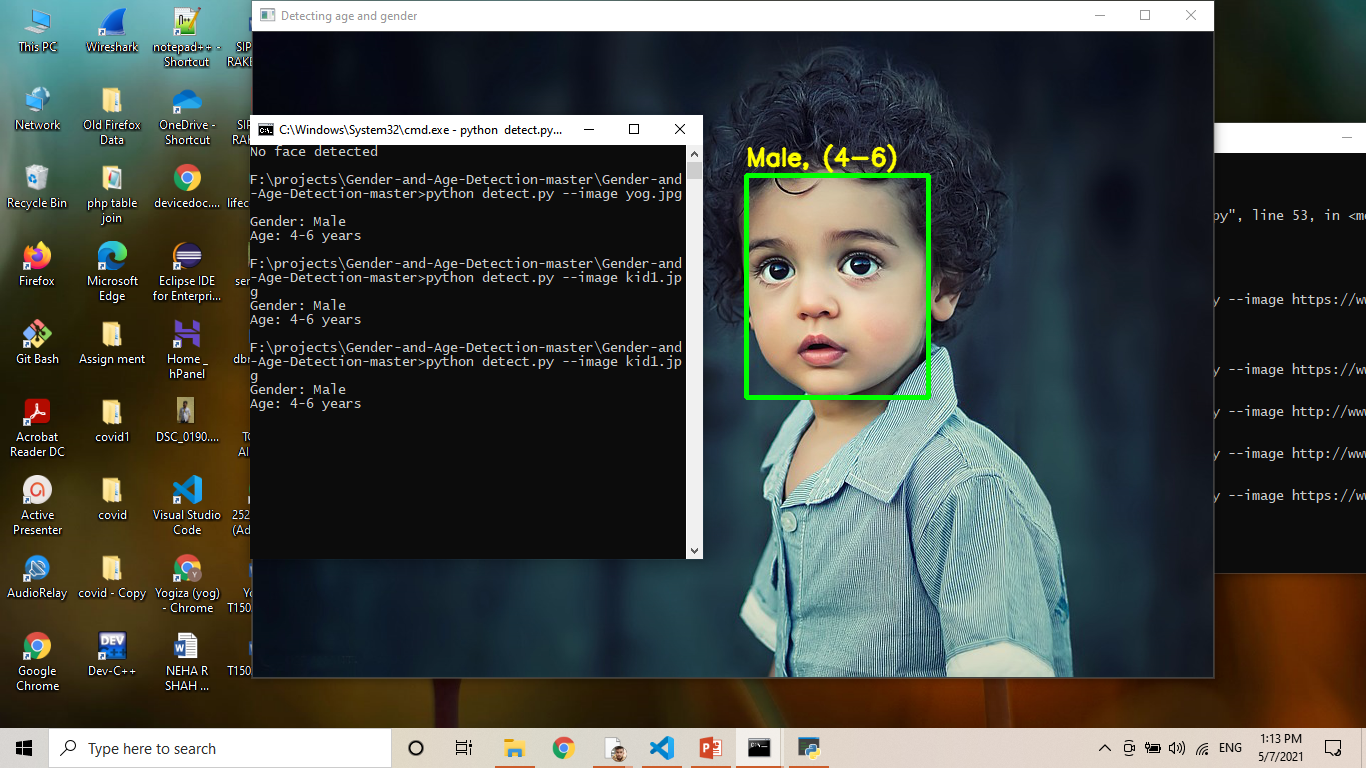 This PC
Wireshark
notepad++ -
Shortcut
Network
Old Firefox
Data
OneDrive -
Shortcut
Recycle Bin
php table
join
devicedoc....
Firefox
Microsoft
Edge
Eclipse IDE
for Enterpri...
Git Bash
Assign ment
Home _
hPanel
Acrobat
Reader DC
covid1
DSC_0190....
Active
Presenter
covid
Visual Studio
Code
AudioRelay
covid - Copy
Yogiza (yog)
- Chrome
Google
Chrome
Dev-C++
NEHA R
SHAH ...
Detecting age and gender
Male, (4-6)
C:\Windows\System32\cmd.exe - python  detect.py...
No face detected
F:\projects\Gender-and-Age-Detection-master\Gender-and
-Age-Detection-master>python detect.py --image yog.jpg
Gender: Male
Age: 4-6 years
F:\projects\Gender-and-Age-Detection-master\Gender-and
-Age-Detection-master>python detect.py --image kid1.jp
g
Gender: Male
Age: 4-6 years
F:\projects\Gender-and-Age-Detection-master\Gender-and
-Age-Detection-master>python detect.py --image kid1.jp
g
Gender: Male
Age: 4-6 years
py", line 53, in <m
y --image https://ww
y --image https://ww
y --image http://www
y --image http://www
y --image https://ww
Type here to search
ENG
1:13 PM
5/7/2021